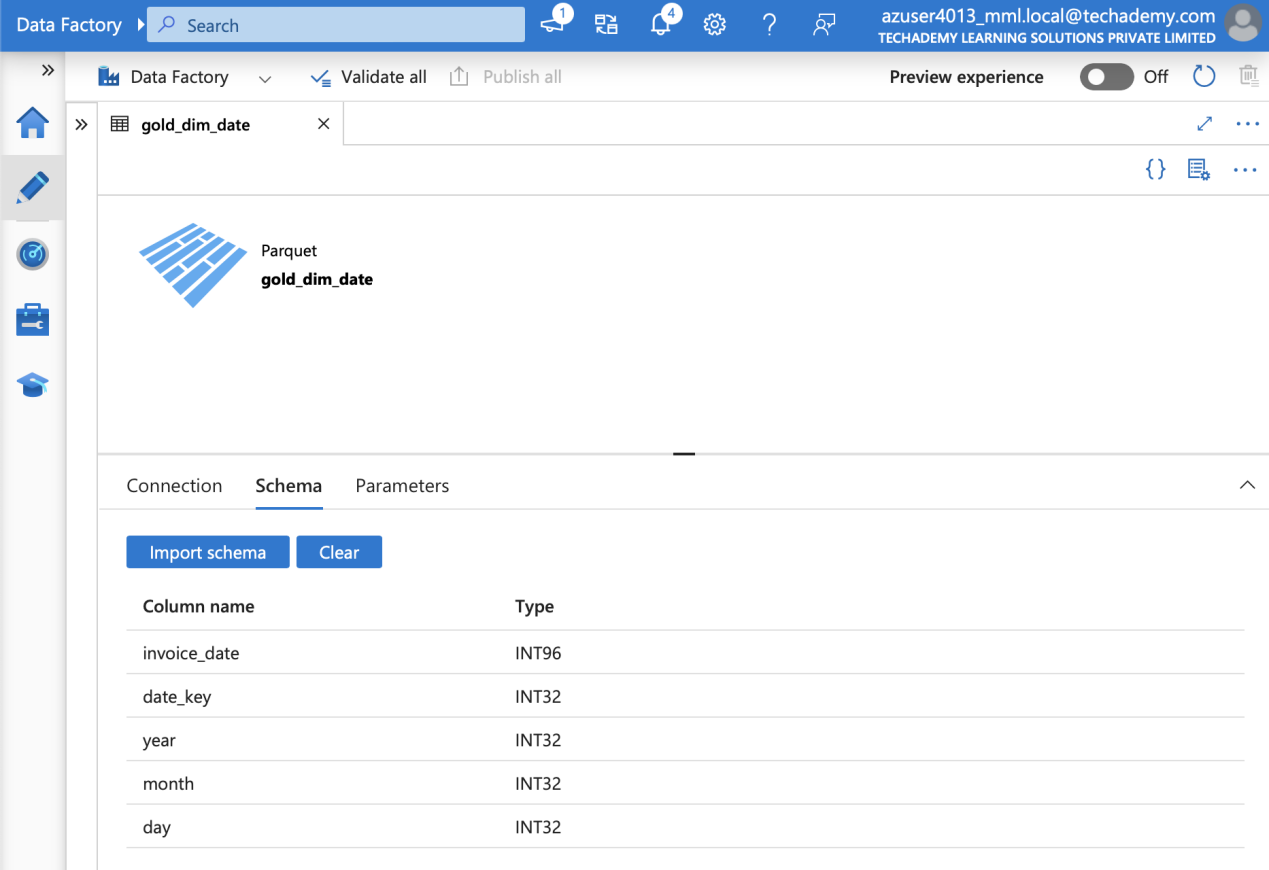 Data Factory
Search
1
4
azuser4013_mml.local@techademy.com
TECHADEMY LEARNING SOLUTIONS PRIVATE LIMITED
Data Factory
Validate all
Publish all
Preview experience
Off
gold_dim_date
Parquet
gold_dim_date
Connection Schema Parameters
Import schema Clear
Column name Type
invoice_date INT96
date_key INT32
year INT32
month INT32
day INT32